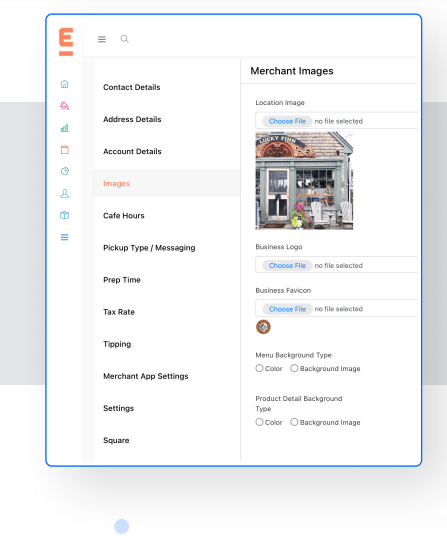 E
Merchant Images
Contact Details
Address Details
Account Details
Images
Cafe Hours
Pickup Type / Messaging
Prep Time
Tax Rate
Tipping
Merchant App Settings
Settings
Square
Location Image
Choose File no file selected
LUCKY FINN
Business Logo
Choose File no file selected
Business Favicon
Choose File no file selected
Menu Background Type
Color Background Image
Product Detail Background
Type
Color Background Image